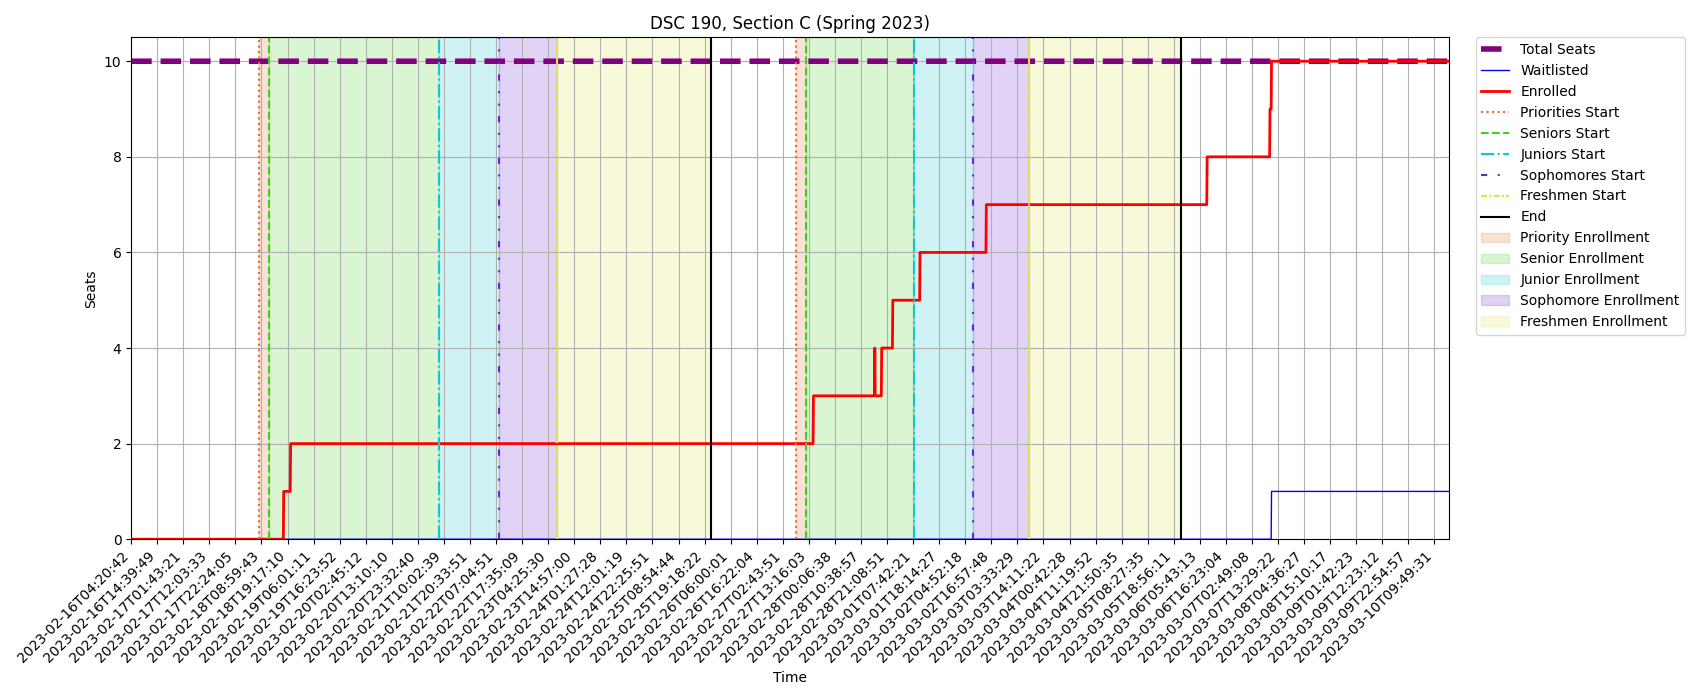 DSC 190, Section C (Spring 2023)
Total Seats
Waitlisted
Enrolled
Priorities Start
Seniors Start
Juniors Start
Sophomores Start
Freshmen Start
End
Priority Enrollment
Senior Enrollment
Junior Enrollment
Sophomore Enrollment
Freshmen Enrollment
Seats
10
8
6
4
2
0
2023-02-16T04:20:42
2023-02-16T14:39:49
2023-02-17T01:43:21
2023-02-17T12:03:33
2023-02-17T22:24:05
2023-02-18T08:59:43
2023-02-18T19:17:10
2023-02-19T06:01:11
2023-02-19T16:23:52
2023-02-20T02:45:12
2023-02-20T13:10:10
2023-02-20T23:32:40
2023-02-21T10:02:39
2023-02-21T20:33:51
2023-02-22T07:04:51
2023-02-22T17:35:09
2023-02-23T04:25:30
2023-02-23T14:57:00
2023-02-24T01:27:28
2023-02-24T12:01:19
2023-02-24T22:25:51
2023-02-25T08:54:44
2023-02-25T19:18:22
2023-02-26T06:00:01
2023-02-26T16:22:04
2023-02-27T02:43:51
2023-02-27T13:16:03
2023-02-28T00:06:38
2023-02-28T10:38:57
2023-02-28T21:08:51
2023-03-01T07:42:21
2023-03-01T18:14:27
2023-03-02T04:52:18
2023-03-02T16:57:48
2023-03-03T03:33:29
2023-03-03T14:11:22
2023-03-04T00:42:28
2023-03-04T11:19:52
2023-03-04T21:50:35
2023-03-05T08:27:35
2023-03-05T18:56:11
2023-03-06T05:43:13
2023-03-06T16:23:04
2023-03-07T02:49:08
2023-03-07T13:29:22
2023-03-08T04:36:27
2023-03-08T15:10:17
2023-03-09T01:42:23
2023-03-09T12:23:12
2023-03-09T22:54:57
2023-03-10T09:49:31
Time